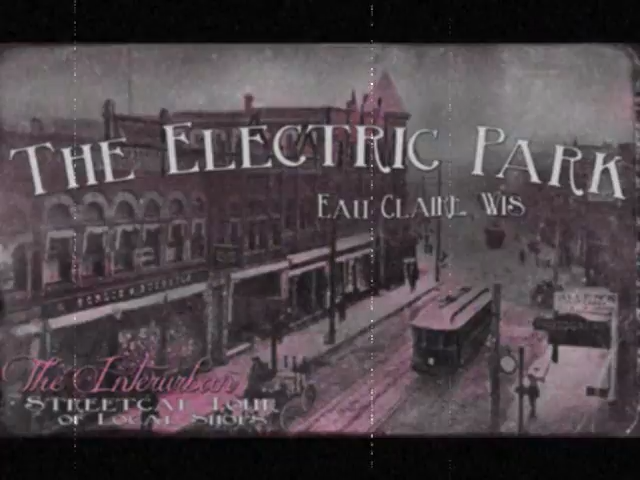 The Electric Park
Eau Claire, Wis
The Interurban
Streetcar Tour
of Local Shops